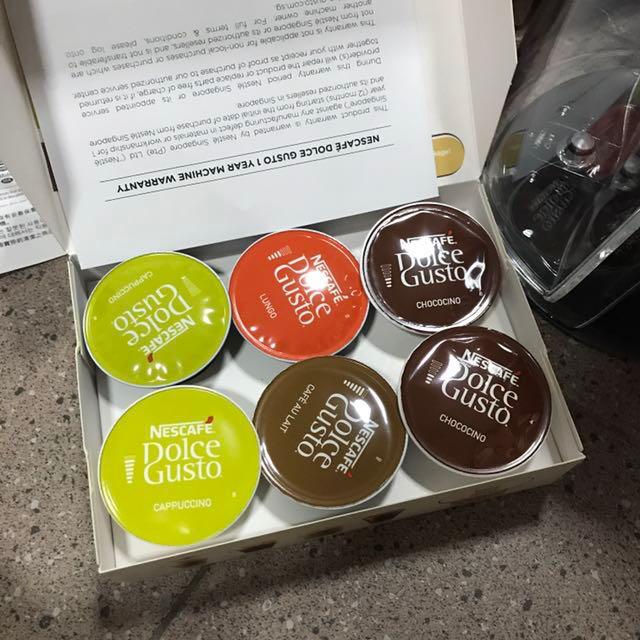 NESCAFÉ DOLCE GUSTO 1 YEAR MACHINE WARRANTY
This product is warranty is warranted by Nestlé Singapore (Pte) Ltd ("Nestlé
Singapore") against any manufacturing defect, of materials or workmanship for 1
(12 months) starting from the initial date of purchase from Nestlé Singapore
and its authorized resellers Singapore.
During the warranty period, Nestlé Singapore or its appointed service
provider(s) will repair the product or replace parts free of charge if it is returned
together with your receipt as proof of purchase to our authorized service center.
This warranty is not applicable for non-local purchases or purchases which are
not from Nestlé Singapore or its authorized resellers, and is not transferable to
another machine owner. For full terms & conditions, please log onto
gusto.com.sg
CAPPUCCINO
NESCAFÉ
DOLCE
GUSTO
LUNGO
NESCAFÉ
DOLCE
GUSTO
NESCAFÉ
DOLCE
GUSTO
CHOCOCINO
NESCAFÉ
DOLCE
GUSTO
CAPPUCCINO
CAFÉ AU LAIT
NESCAFÉ
DOLCE
GUSTO
NESCAFÉ
DOLCE
GUSTO
CHOCOCINO